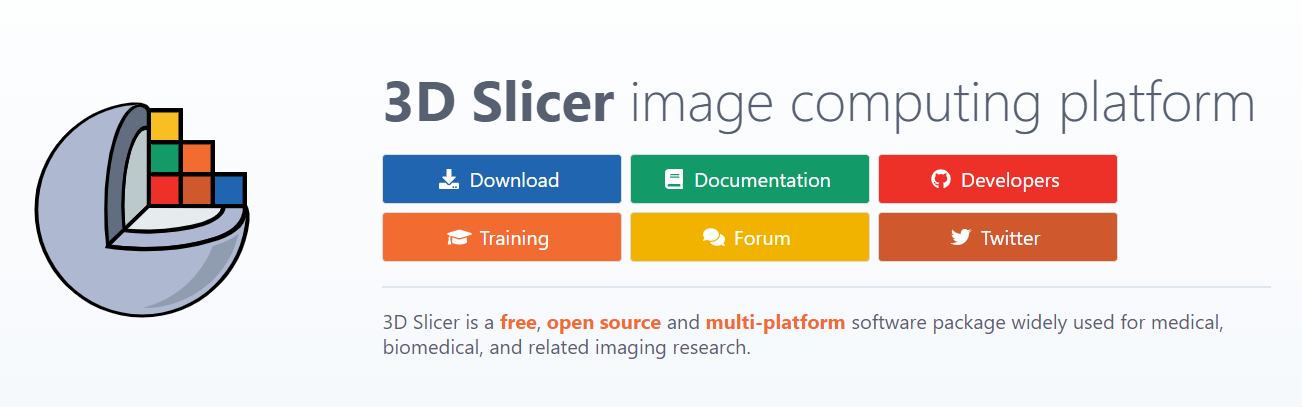 3D Slicer image computing platform
Download
Documentation
Developers
Training
Forum
Twitter
3D Slicer is a free, open source and multi-platform software package widely used for medical,
biomedical, and related imaging research.